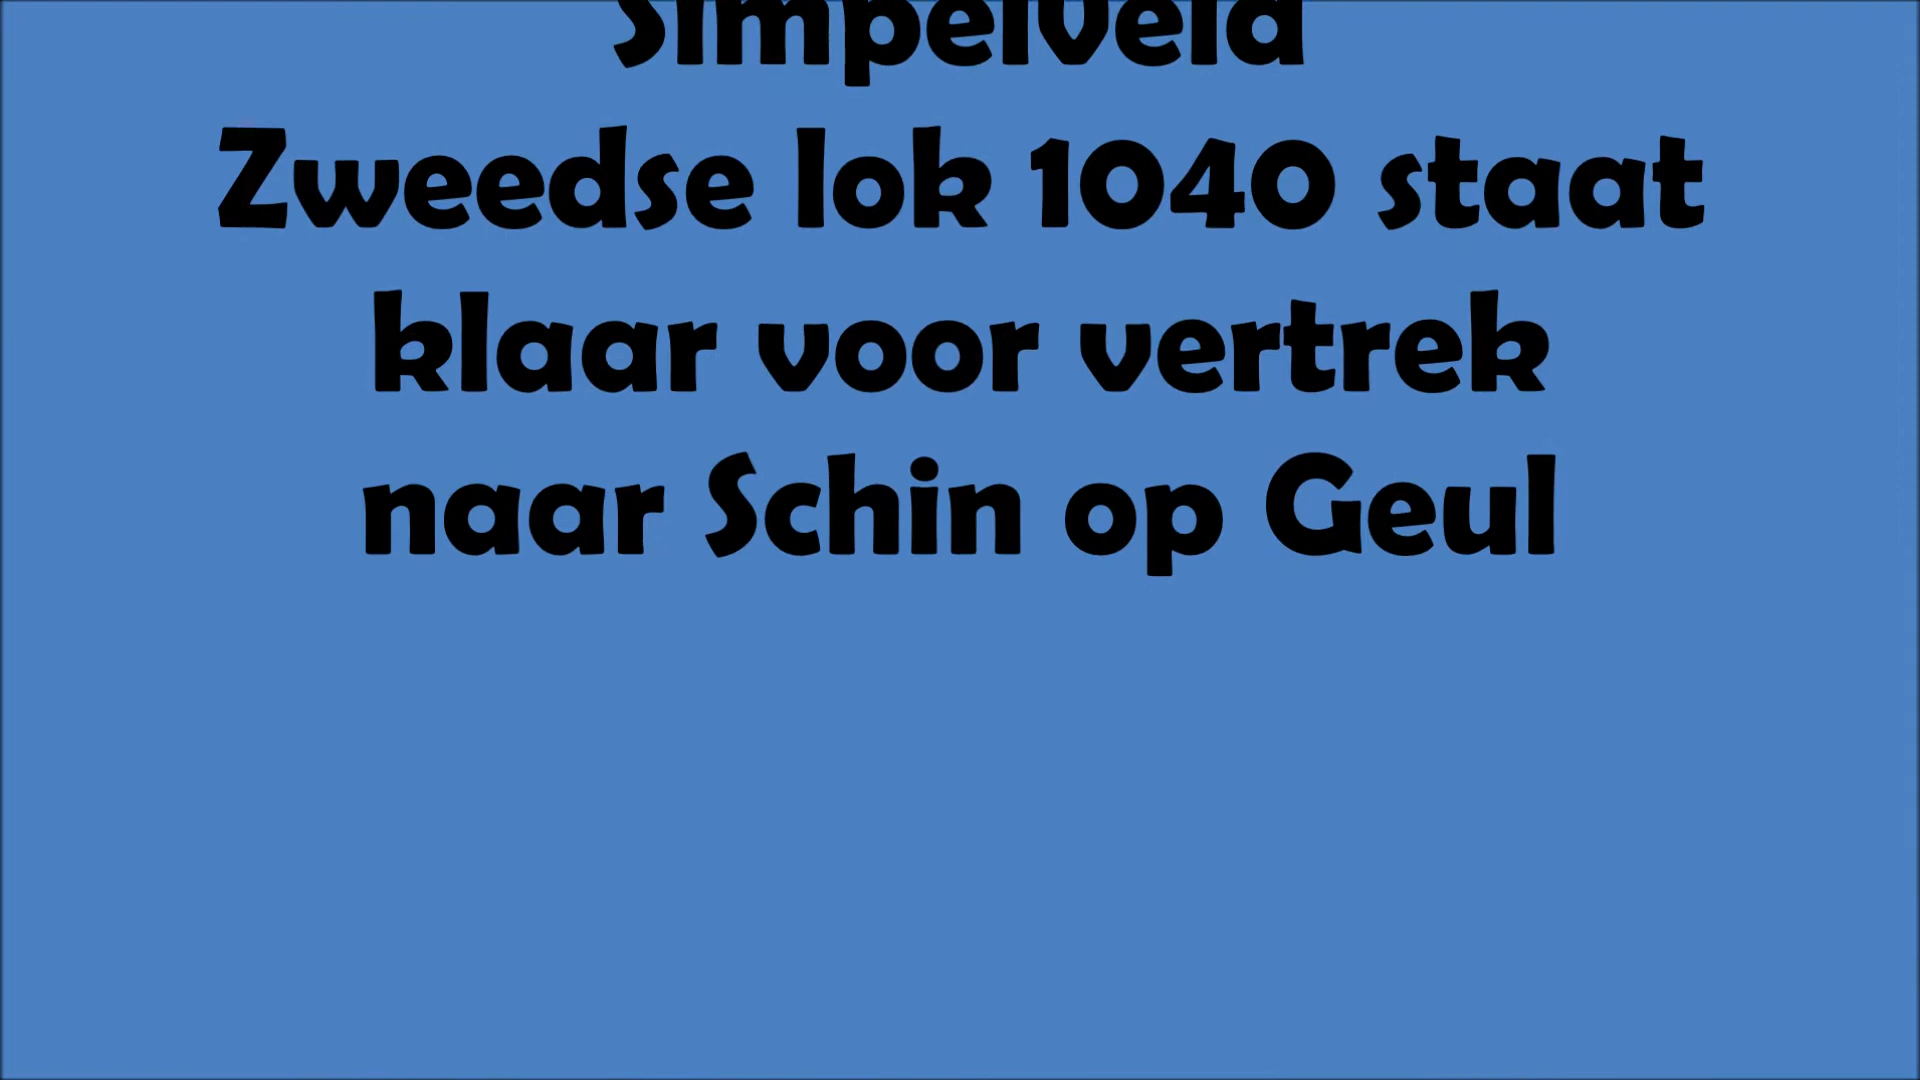 Simpelveld
Zweedse lok 1040 staat
klaar voor vertrek
naar Schin op Geul